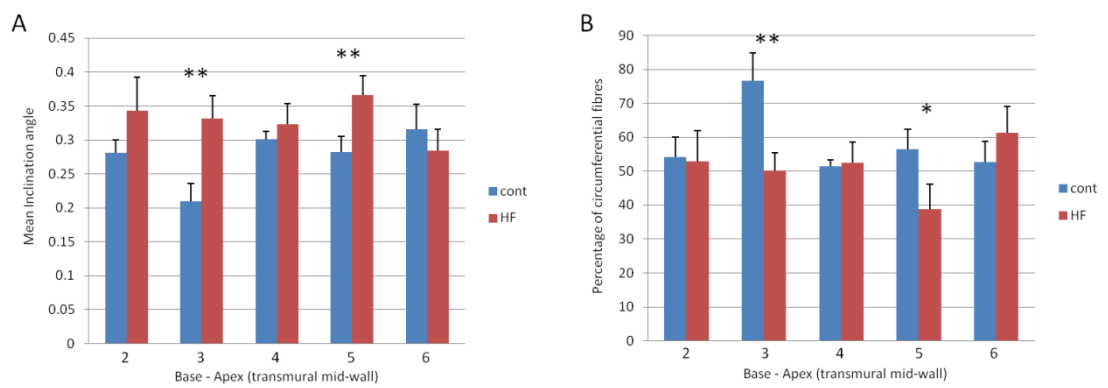 A
Mean Inclination angle
0.45
0.4
0.35
0.3
0.25
0.2
0.15
0.1
0.05
0
**
**
2 3 4 5 6
Base - Apex (transmural mid-wall)
cont
HF
B
Percentage of circumferential fibres
90
80
70
60
50
40
30
20
10
0
**
*
2 3 4 5 6
Base - Apex (transmural mid-wall)
cont
HF